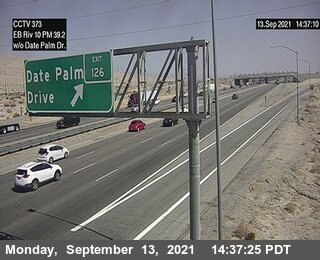 CCTV 373
EB Riv 10 PM 39.2
w/o Date Palm Dr.
13.Sep 2021 14:37:10
EXIT
126
Date Palm
Drive
Monday, September 13, 2021 14:37:25 PDT